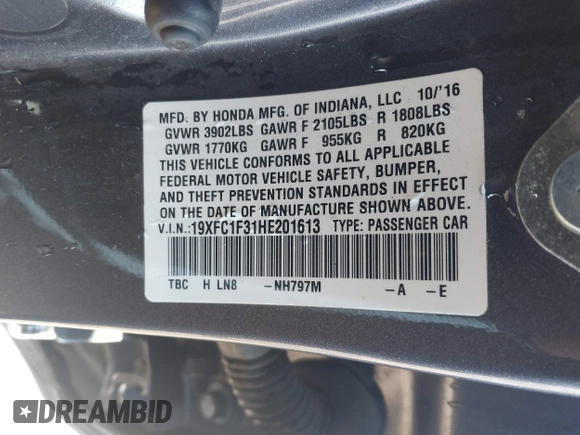 MFD. BY HONDA MFG. OF INDIANA, LLC 10/'16
GVWR 3902LBS GAWR F 2105LBS R 1808LBS
GVWR 1770KG GAWR F 955KG R 820KG
THIS VEHICLE CONFORMS TO ALL APPLICABLE
FEDERAL MOTOR VEHICLE SAFETY, BUMPER,
AND THEFT PREVENTION STANDARDS IN EFFECT
ON THE DATE OF MANUFACTURE SHOWN ABOVE.
V.I.N.:19XFC1F31HE201613 TYPE: PASSENGER CAR
TBC H LN8 -NH797M -A -E
DREAMBID